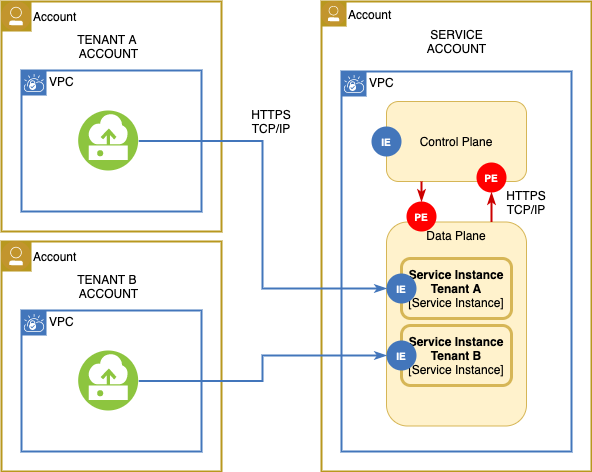 Account
TENANT A
ACCOUNT
VPC
HTTPS
TCP/IP
Account
TENANT B
ACCOUNT
VPC
Account
SERVICE
ACCOUNT
VPC
IE
Control Plane
PE
HTTPS
TCP/IP
PE
Data Plane
Service Instance
Tenant A
[Service Instance]
IE
Service Instance
Tenant B
[Service Instance]
IE